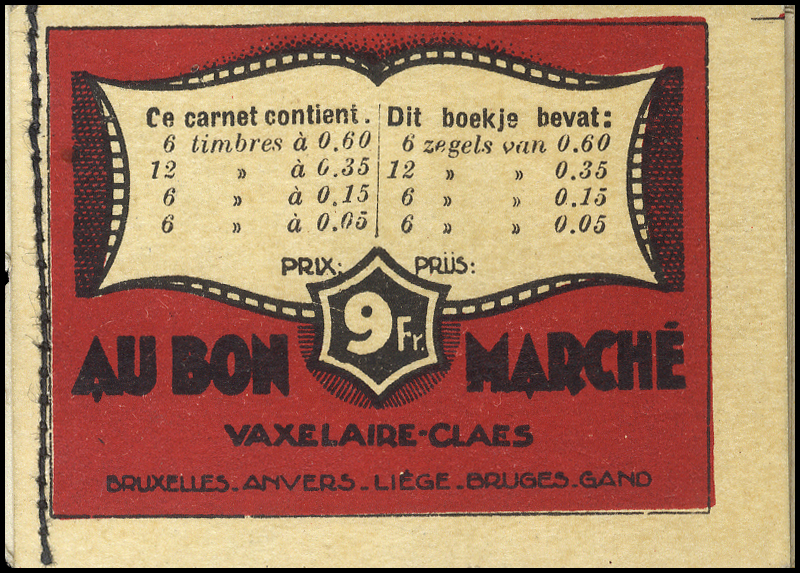 Ce carnet contient.
6 timbres à 0.60
12 » à 0.35
6 » à 0.15
6 » à 0.05
Dit boekje bevat:
6 zegels van 0.60
12 » » 0.35
6 » » 0.15
6 » » 0.05
PRIX: PRIJS:
9 Fr.
AU BON MARCHÉ
VAXELAIRE-CLAES
BRUXELLES-ANVERS-LIÈGE-BRUGES-GAND